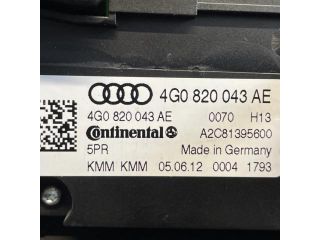 4G0 820 043 AE
4G0 820 043 AE 0070 H13
Continental A2C81395600
5PR Made in Germany
KMM KMM 05.06.12 0004 1793